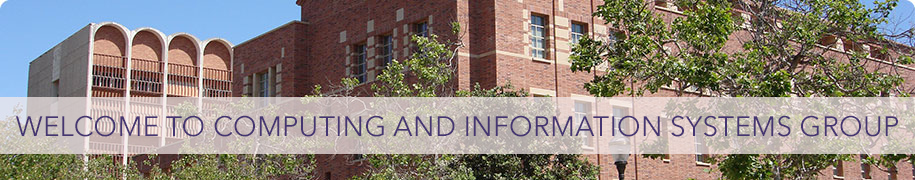 WELCOME TO COMPUTING AND INFORMATION SYSTEMS GROUP